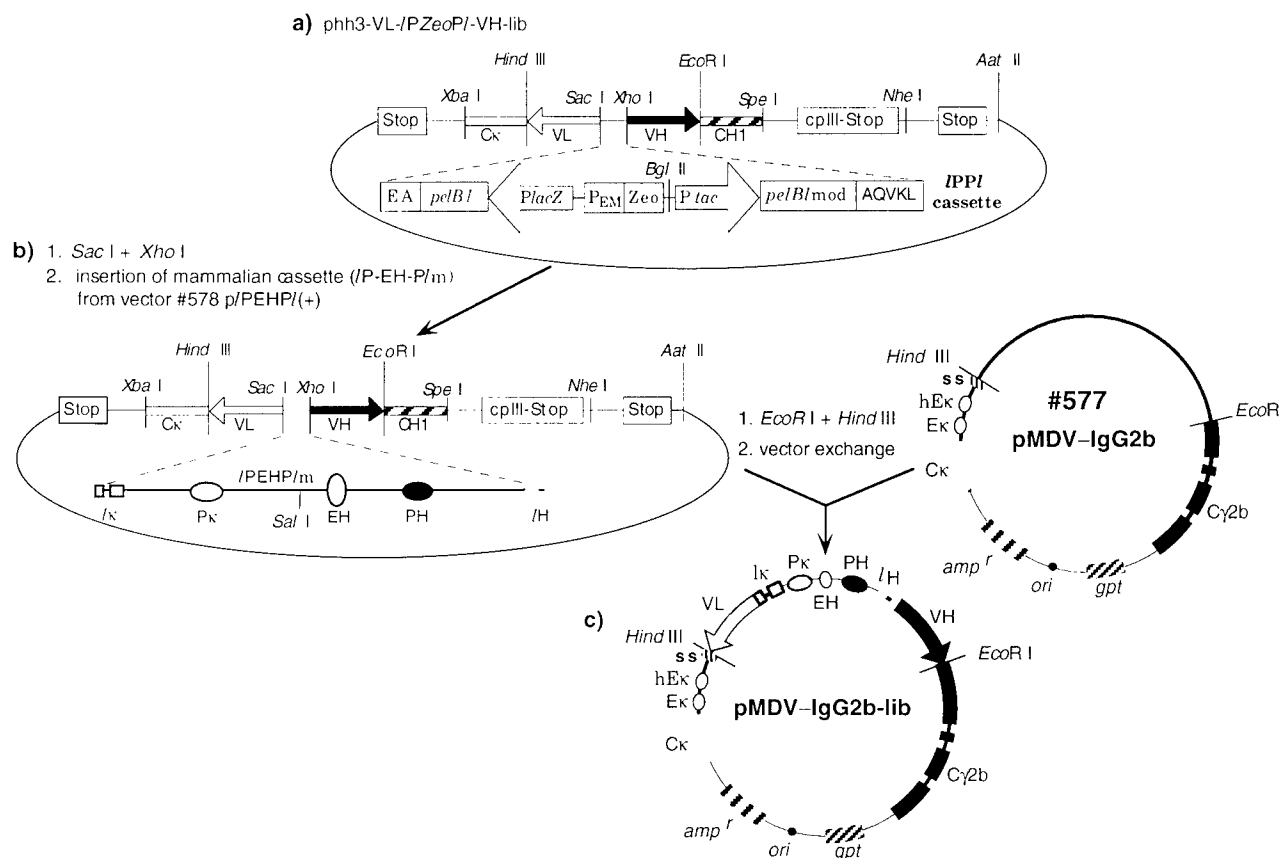 a) phh3-VL-lPZeoPl-VH-lib
Hind III
EcoR I
Aat II
Xba I
Sac I
Xho I
Spe I
Nhe I
Stop
Cκ
VL
VH
CH1
cpIII-Stop
Stop
Bgl II
EA
pelBl
PlacZ
PEM
Zeo
Plac
pelBlmod
AQVKL
lPPl
cassette
b) 1. Sac I + Xho I
2. insertion of mammalian cassette (lP-EH-Pl/m)
from vector #578 plPEHPl(+)
Hind III
EcoR I
Aat II
Xba I
Sac I
Xho I
Spe I
Nhe I
Stop
Cκ
VL
VH
CH1
cpIII-Stop
Stop
lPEHPl/m
lκ
Pκ
Sal I
EH
PH
lH
1. EcoR I + Hind III
2. vector exchange
Hind III
ss
hEκ
Eκ
Cκ
#577
pMDV–IgG2b
EcoR
Cγ2b
amp r
ori
gpt
c)
Pκ
PH
lκ
EH
lH
VL
VH
Hind III
ss
hEκ
Eκ
Cκ
EcoR I
pMDV–IgG2b-lib
Cγ2b
amp r
ori
gpt